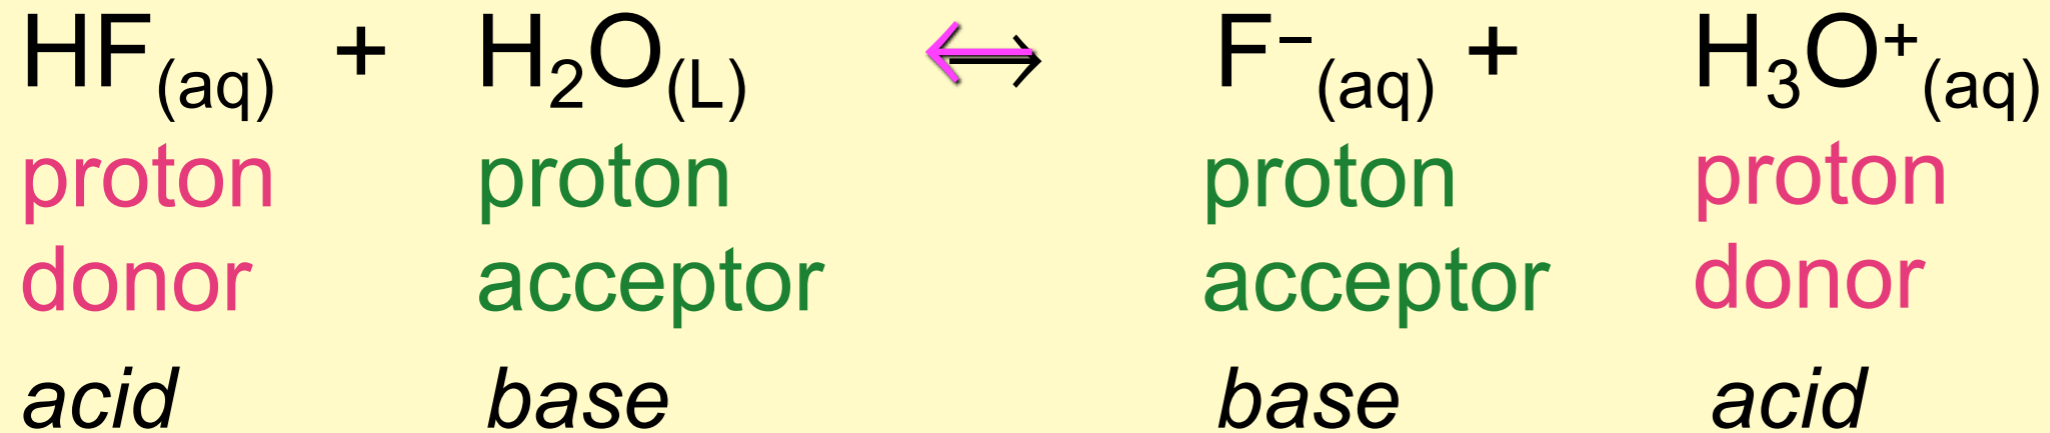 HF(aq) + H₂O(L) ⟷ F⁻(aq) + H₃O⁺(aq)
proton proton proton proton
donor acceptor acceptor donor
acid base base acid